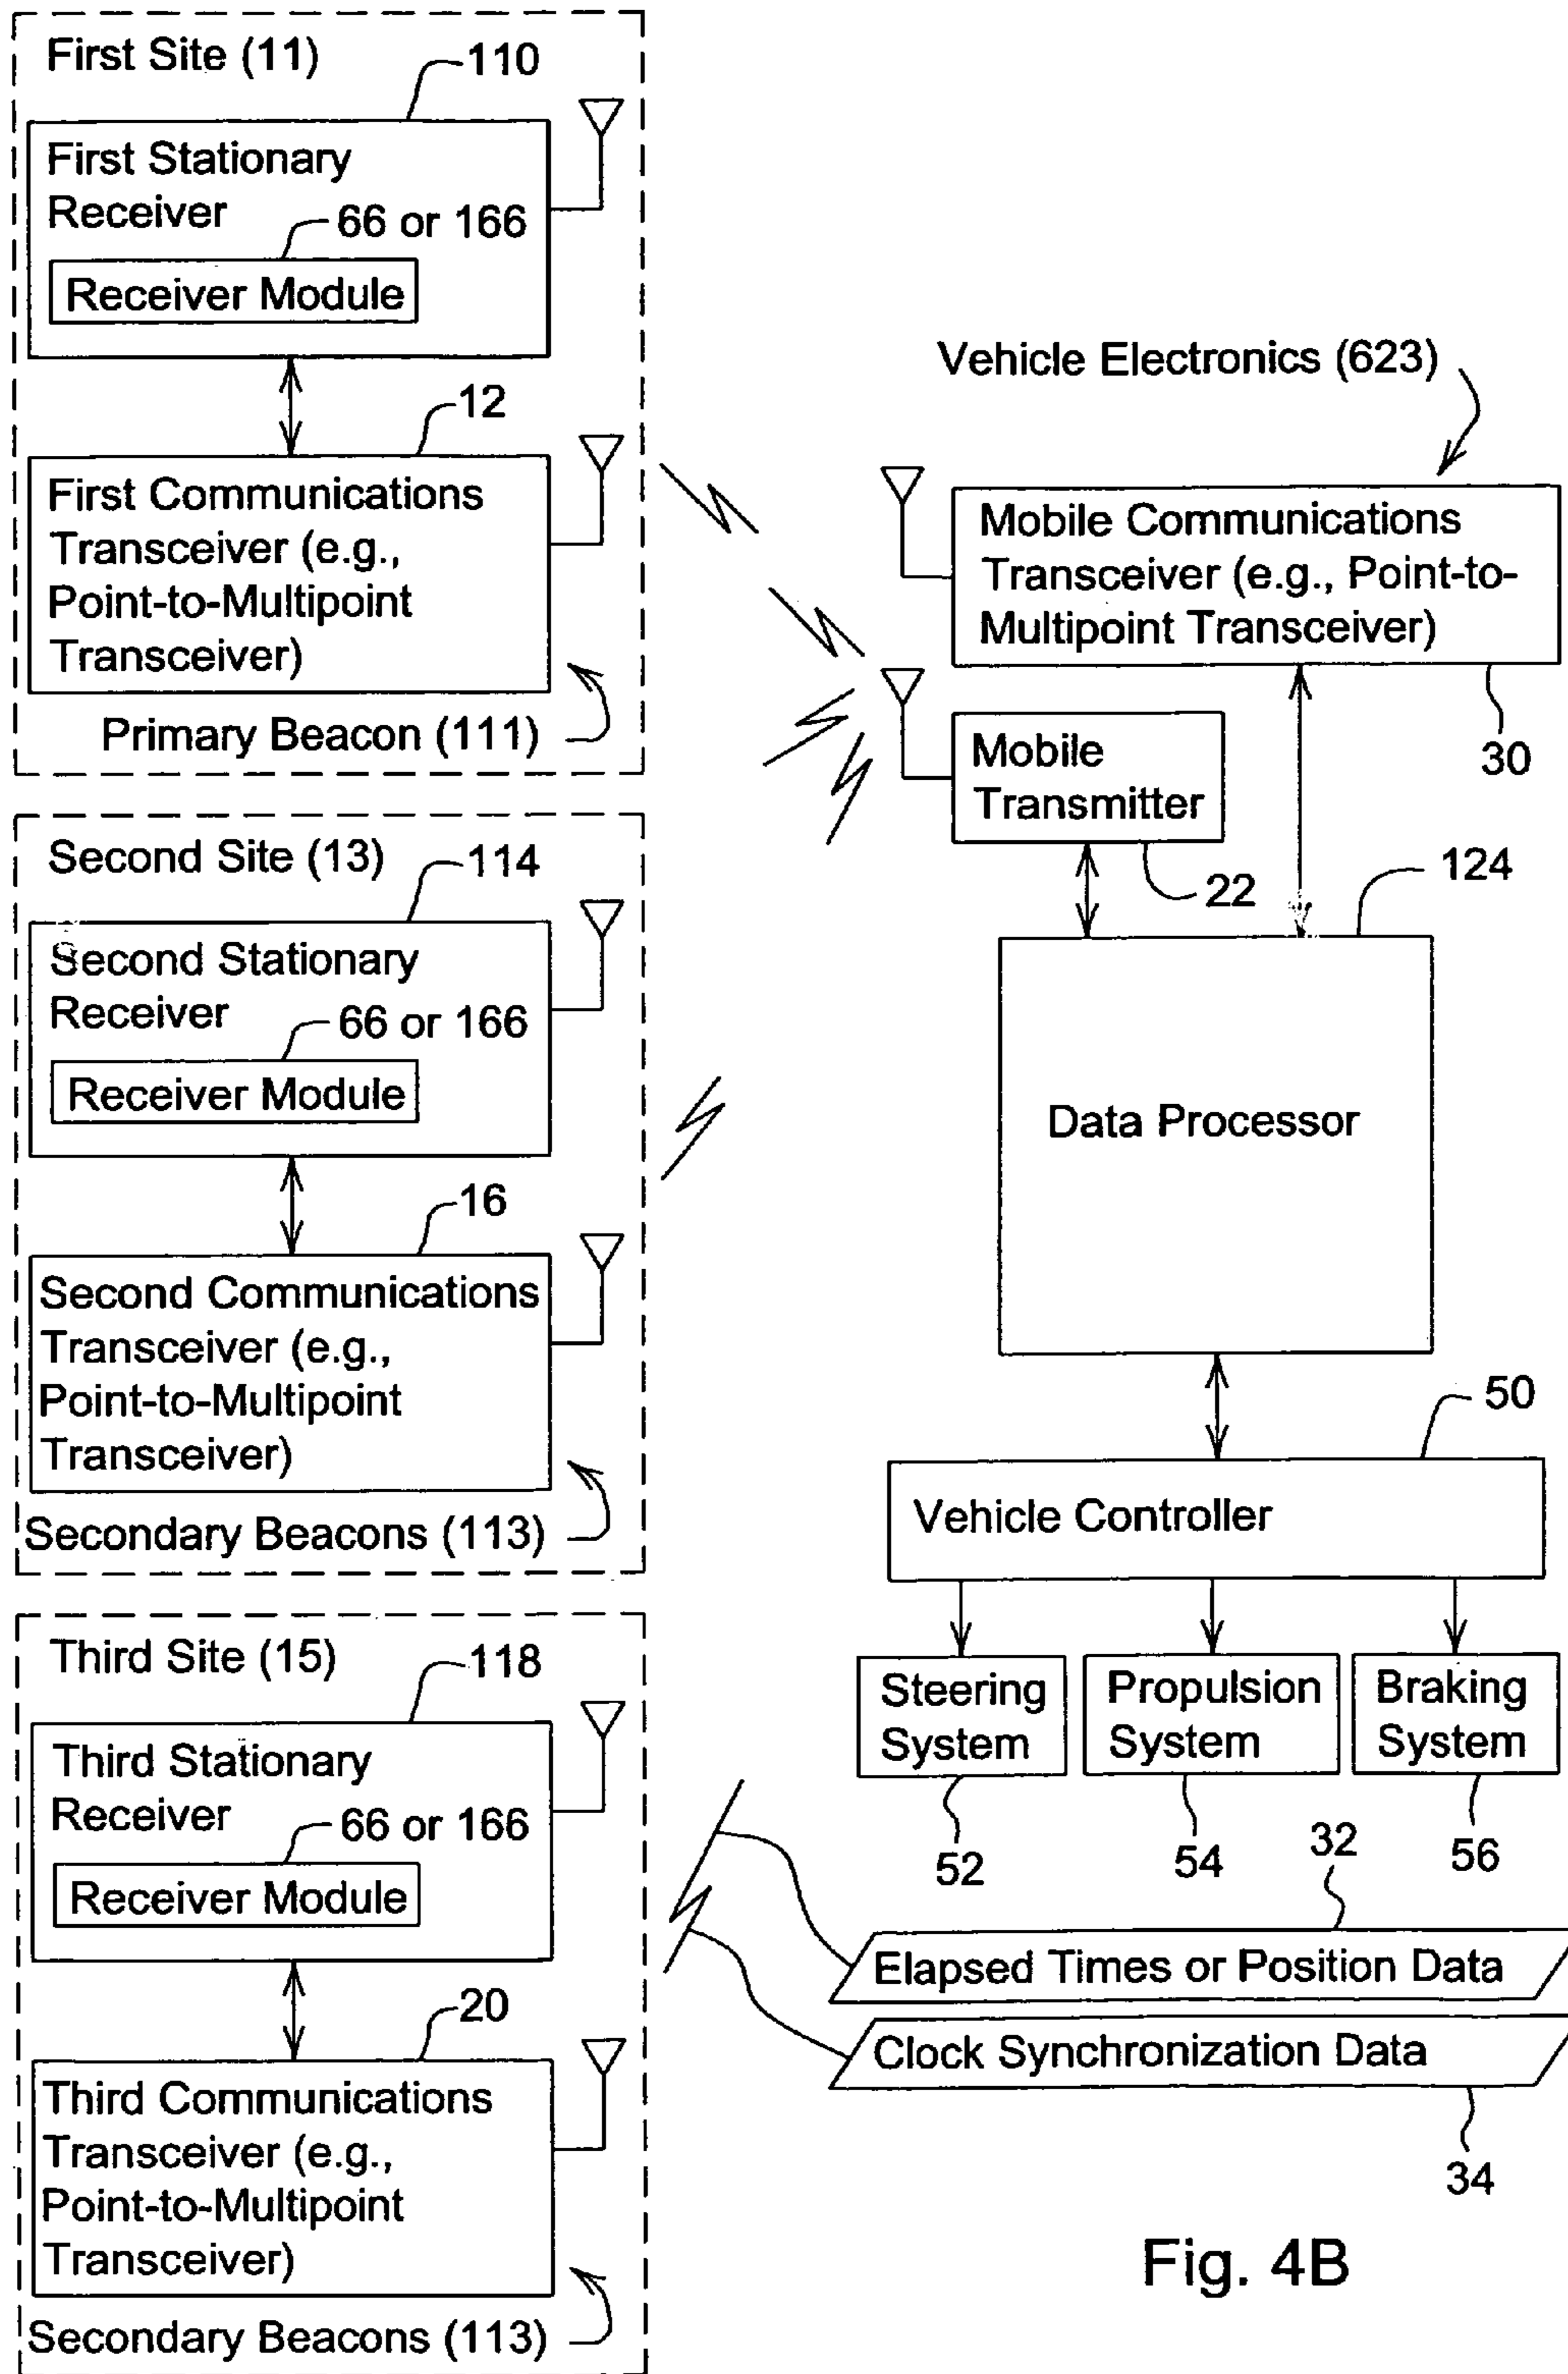 First Site (11)
110
First Stationary
Receiver
66 or 166
Receiver Module
12
First Communications
Transceiver (e.g.,
Point-to-Multipoint
Transceiver)
Primary Beacon (111)
Second Site (13)
114
Second Stationary
Receiver
66 or 166
Receiver Module
16
Second Communications
Transceiver (e.g.,
Point-to-Multipoint
Transceiver)
Secondary Beacons (113)
Third Site (15)
118
Third Stationary
Receiver
66 or 166
Receiver Module
20
Third Communications
Transceiver (e.g.,
Point-to-Multipoint
Transceiver)
Secondary Beacons (113)
Vehicle Electronics (623)
Mobile Communications
Transceiver (e.g., Point-to-
Multipoint Transceiver)
30
Mobile
Transmitter
22
124
Data Processor
50
Vehicle Controller
Steering
System
52
Propulsion
System
54
Braking
System
56
32
Elapsed Times or Position Data
Clock Synchronization Data
34
Fig. 4B